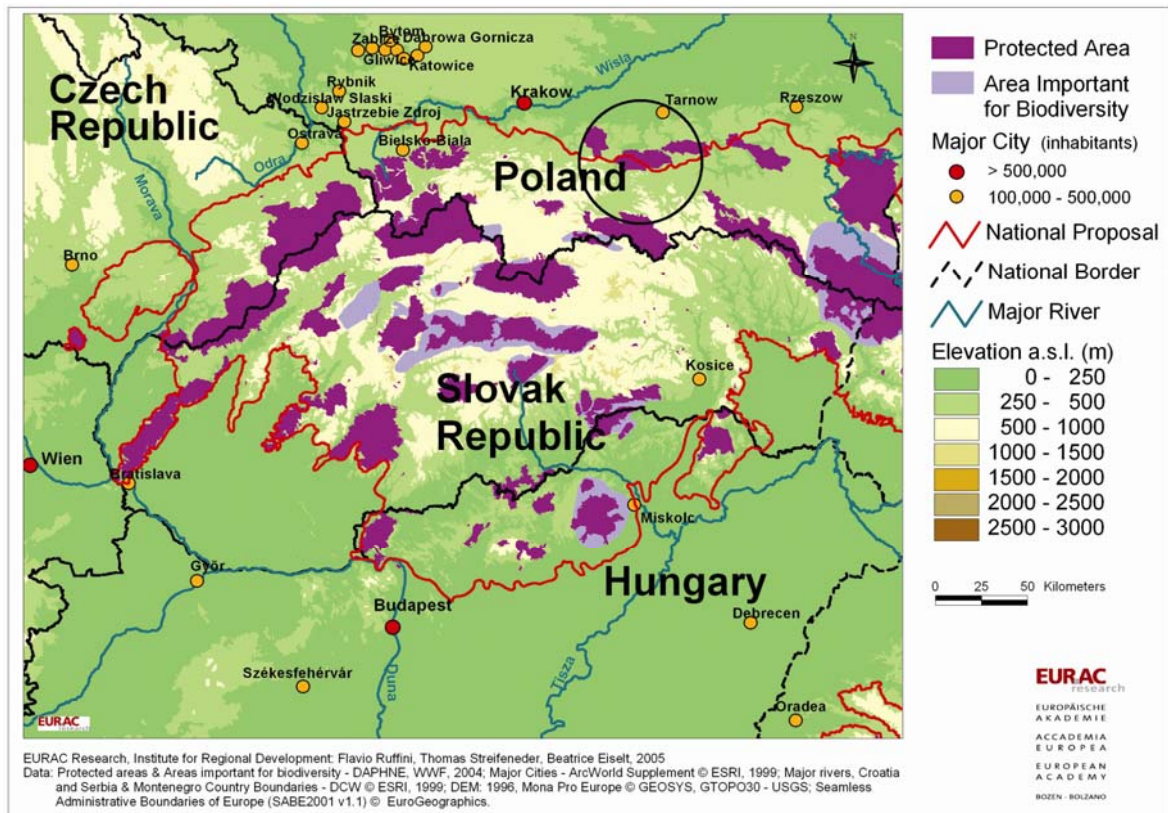 Czech
Republic
Bytom
Zabrze
Dabrowa Gornicza
Gliwice
Katowice
Rybnik
Wodzislaw Slaski
Jastrzebie Zdroj
Ostrava
Bielsko-Biala
Krakow
Wisla
Tarnow
Rzeszow
Odra
Morava
Poland
Brno
Kosice
Slovak
Republic
Wien
Bratislava
Miskolc
Györ
Hungary
Budapest
Debrecen
Székesfehérvár
Duna
Tisza
Oradea
EURAC
research
N
Protected Area
Area Important
for Biodiversity
Major City (inhabitants)
> 500,000
100,000 - 500,000
National Proposal
National Border
Major River
Elevation a.s.l. (m)
0 - 250
250 - 500
500 - 1000
1000 - 1500
1500 - 2000
2000 - 2500
2500 - 3000
0 25 50 Kilometers
EURAC
research
EUROPÄISCHE
AKADEMIE
ACCADEMIA
EUROPEA
EUROPEAN
ACADEMY
BOZEN - BOLZANO
EURAC Research, Institute for Regional Development: Flavio Ruffini, Thomas Streifeneder, Beatrice Eiselt, 2005
Data: Protected areas & Areas important for biodiversity - DAPHNE, WWF, 2004; Major Cities - ArcWorld Supplement © ESRI, 1999; Major rivers, Croatia
and Serbia & Montenegro Country Boundaries - DCW © ESRI, 1999; DEM: 1996, Mona Pro Europe © GEOSYS, GTOPO30 - USGS; Seamless
Administrative Boundaries of Europe (SABE2001 v1.1) © EuroGeographics.